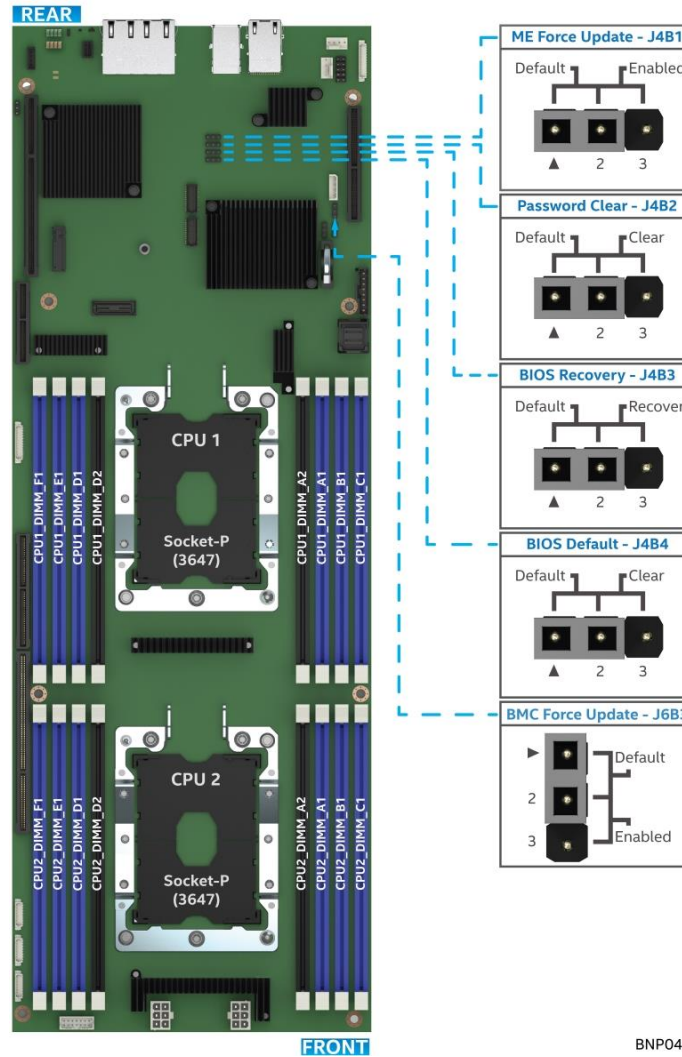 REAR
ME Force Update - J4B1
Default
Enabled
2
3
Password Clear - J4B2
Default
Clear
2
3
BIOS Recovery - J4B3
Default
Recover
2
3
BIOS Default - J4B4
Default
Clear
2
3
BMC Force Update - J6B3
Default
2
3
Enabled
CPU 1
Socket-P
(3647)
CPU1_DIMM_F1
CPU1_DIMM_E1
CPU1_DIMM_D1
CPU1_DIMM_D2
CPU1_DIMM_A2
CPU1_DIMM_A1
CPU1_DIMM_B1
CPU1_DIMM_C1
CPU 2
Socket-P
(3647)
CPU2_DIMM_F1
CPU2_DIMM_E1
CPU2_DIMM_D1
CPU2_DIMM_D2
CPU2_DIMM_A2
CPU2_DIMM_A1
CPU2_DIMM_B1
CPU2_DIMM_C1
FRONT
BNP04